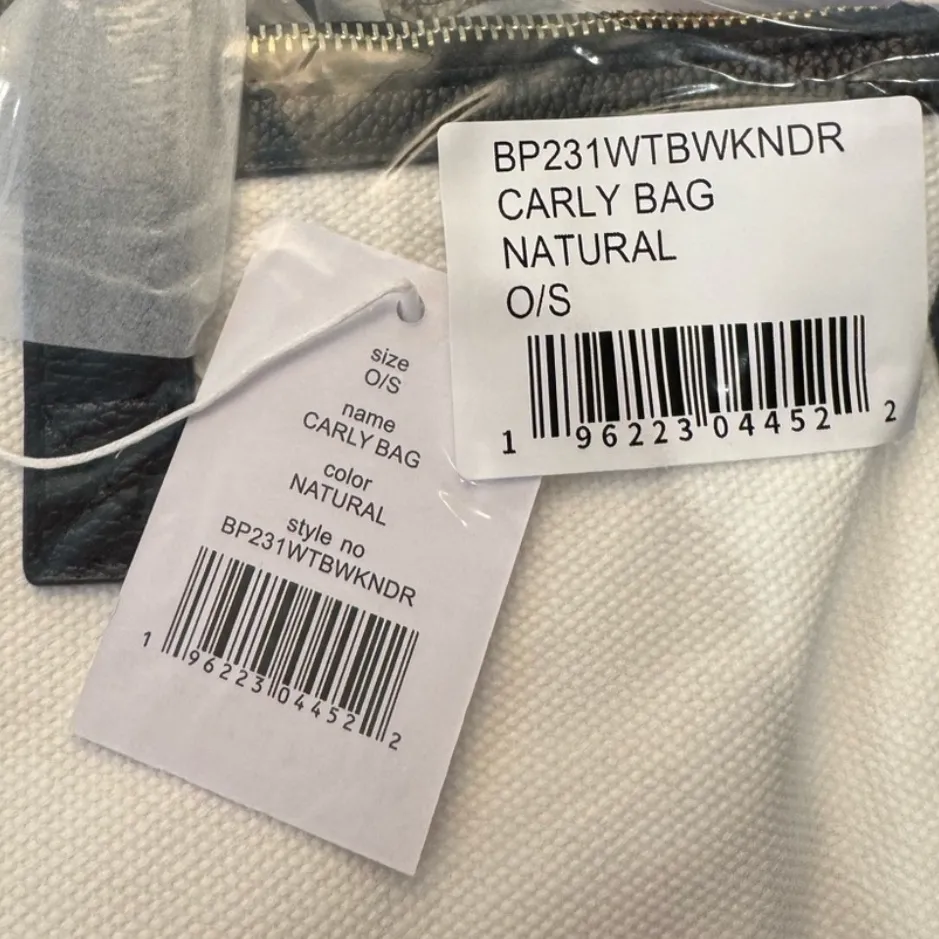 BP231WTBWKNDR
CARLY BAG
NATURAL
O/S
1 96223 04452 2
size
O/S
name
CARLY BAG
color
NATURAL
style no
BP231WTBWKNDR
1 96223 04452 2